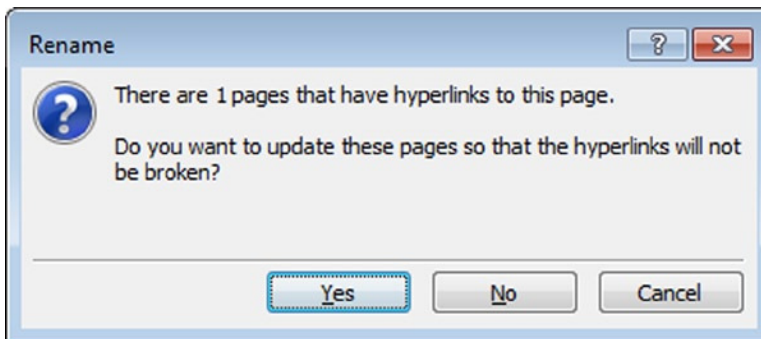 Rename
There are 1 pages that have hyperlinks to this page.
Do you want to update these pages so that the hyperlinks will not
be broken?
Yes No Cancel